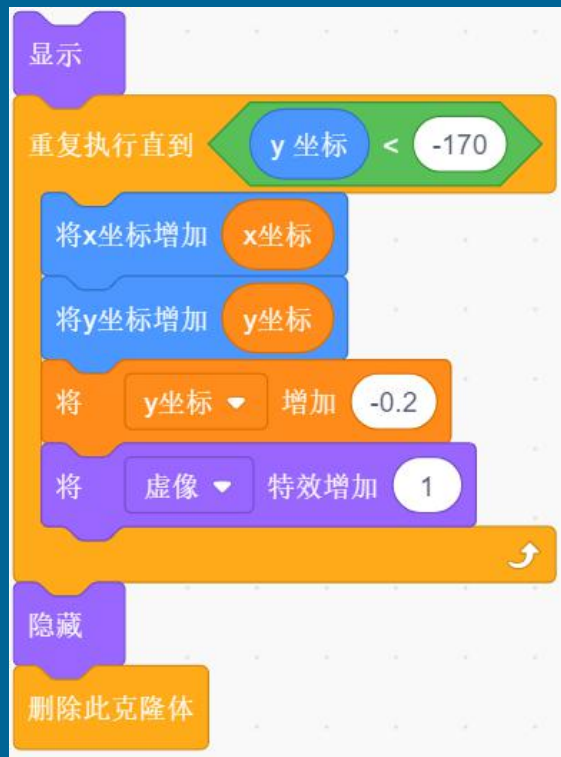 显示
重复执行直到 y 坐标 < -170
将x坐标增加 x坐标
将y坐标增加 y坐标
将 y坐标 增加 -0.2
将 虚像 特效增加 1
隐藏
删除此克隆体